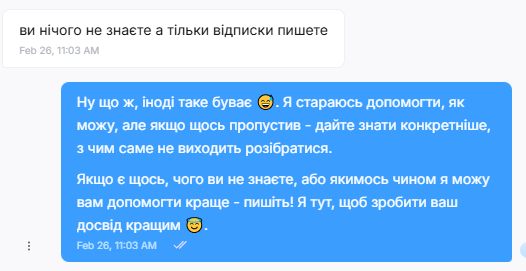 ви нічого не знаєте а тільки відписки пишете
Feb 26, 11:03 AM
Ну що ж, іноді таке буває 😅. Я стараюсь допомогти, як
можу, але якщо щось пропустив - дайте знати конкретніше,
з чим саме не виходить розібратися.
Якщо є щось, чого ви не знаєте, або якимось чином я можу
вам допомогти краще - пишіть! Я тут, щоб зробити ваш
досвід кращим 😇.
Feb 26, 11:03 AM